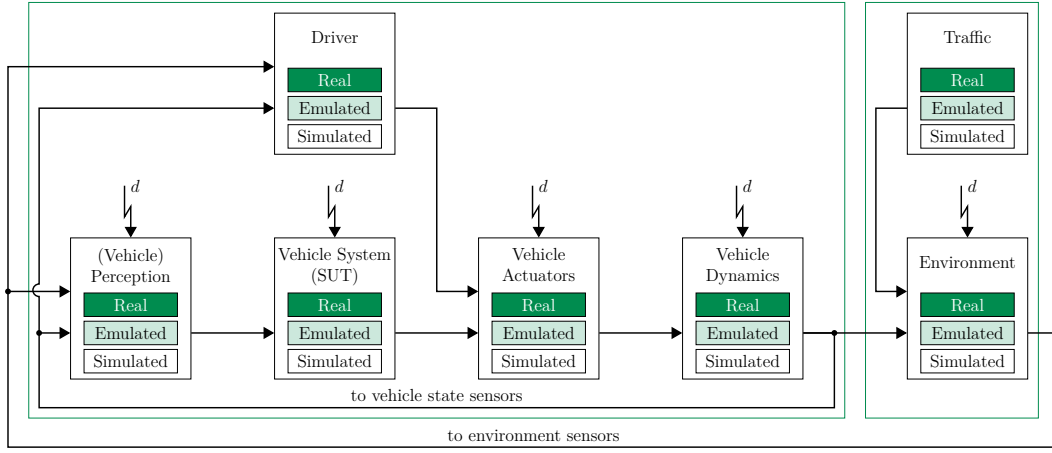 Driver
Real
Emulated
Simulated
Traffic
Real
Emulated
Simulated
d
d
d
d
d
(Vehicle)
Perception
Real
Emulated
Simulated
Vehicle System
(SUT)
Real
Emulated
Simulated
Vehicle
Actuators
Real
Emulated
Simulated
Vehicle
Dynamics
Real
Emulated
Simulated
Environment
Real
Emulated
Simulated
to vehicle state sensors
to environment sensors